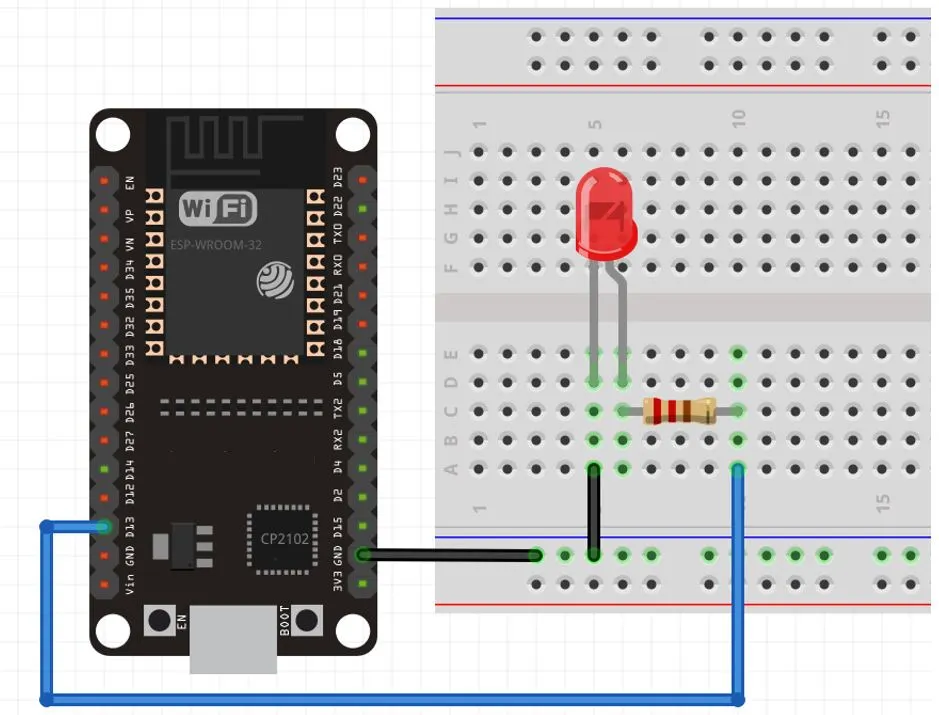 WiFi
ESP-WROOM-32
EN
VP
VN
D34
D35
D32
D33
D25
D26
D27
D14
D12
D13
GND
Vin
D23
D22
TX0
RX0
D21
D19
D18
D5
TX2
RX2
D4
D2
D15
GND
3V3
CP2102
EN
BOOT
1
5
10
15
J
I
H
G
F
E
D
C
B
A
1
15